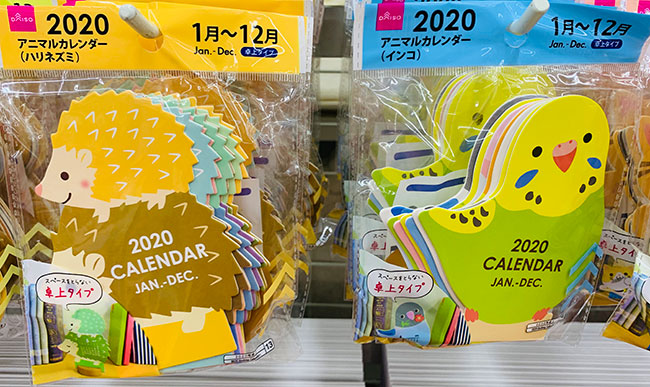 DAISO
2020
1月～12月
アニマルカレンダー
Jan.-Dec. 卓上タイプ
(ハリネズミ)
2020
CALENDAR
JAN.-DEC.
スペースをとらない
卓上タイプ
13
DAISO
2020
1月～12月
アニマルカレンダー
Jan.-Dec. 卓上タイプ
(インコ)
2020
CALENDAR
JAN.-DEC.
スペースをとらない
卓上タイプ